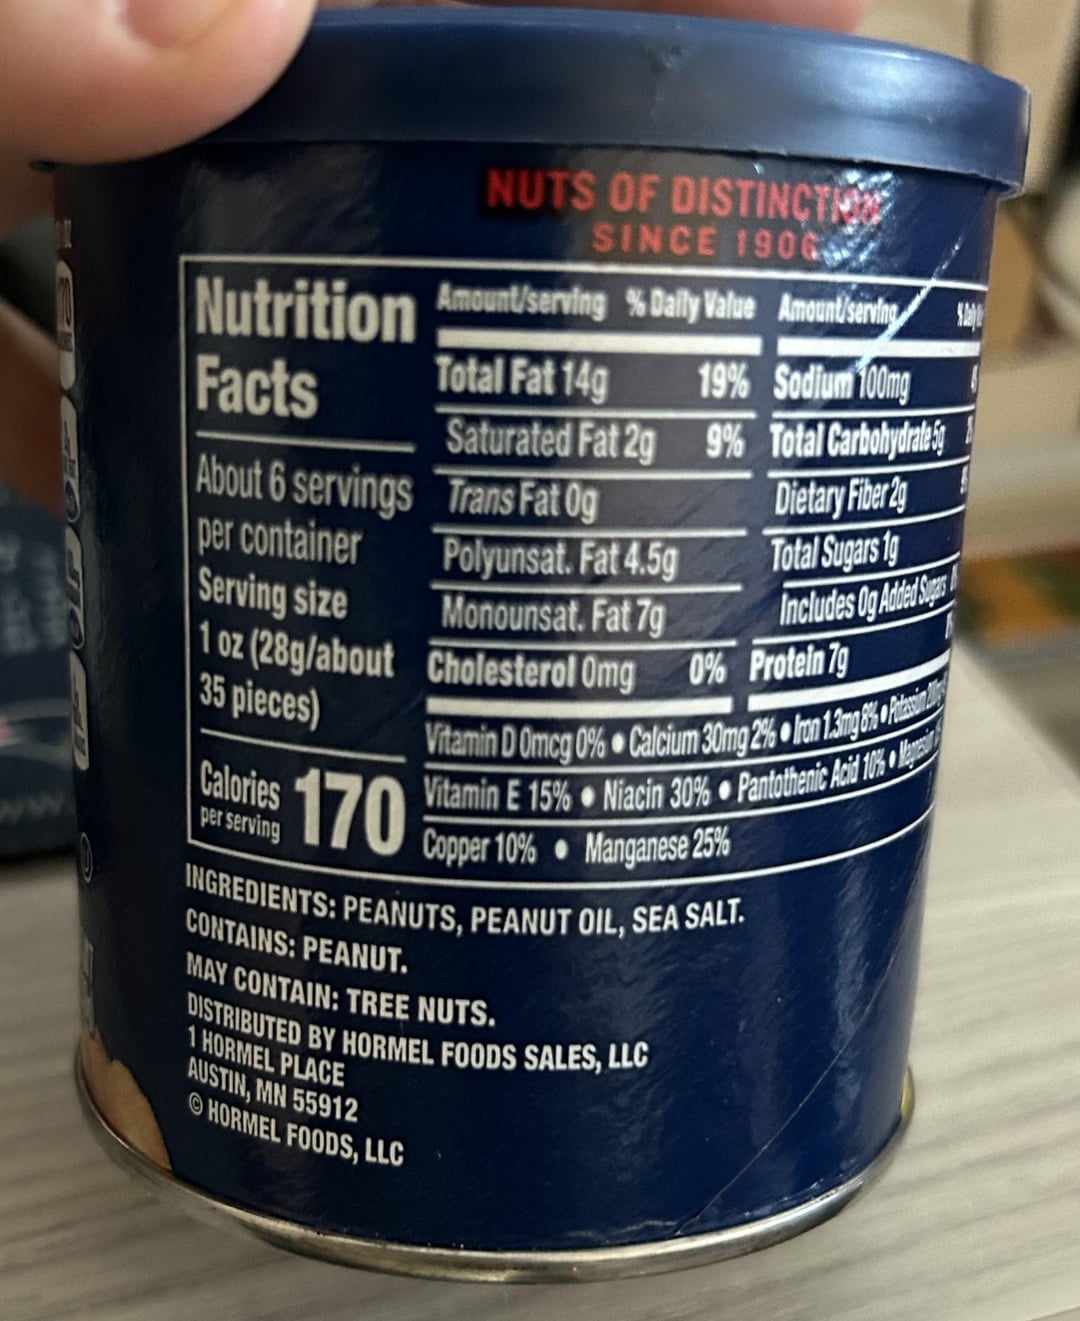 NUTS OF DISTINCTION
SINCE 1906
Nutrition
Facts
About 6 servings
per container
Serving size
1 oz (28g/about
35 pieces)
Calories
per serving
170
Amount/serving % Daily Value
Total Fat 14g 19%
Saturated Fat 2g 9%
Trans Fat 0g
Polyunsat. Fat 4.5g
Monounsat. Fat 7g
Cholesterol 0mg 0%
Amount/serving
Sodium 100mg
Total Carbohydrate 5g
Dietary Fiber 2g
Total Sugars 1g
Includes 0g Added Sugars
Protein 7g
Vitamin D 0mcg 0% • Calcium 30mg 2% • Iron 1.3mg 8% • Potassium
Vitamin E 15% • Niacin 30% • Pantothenic Acid 10% • Magnesium
Copper 10% • Manganese 25%
INGREDIENTS: PEANUTS, PEANUT OIL, SEA SALT.
CONTAINS: PEANUT.
MAY CONTAIN: TREE NUTS.
DISTRIBUTED BY HORMEL FOODS SALES, LLC
1 HORMEL PLACE
AUSTIN, MN 55912
© HORMEL FOODS, LLC